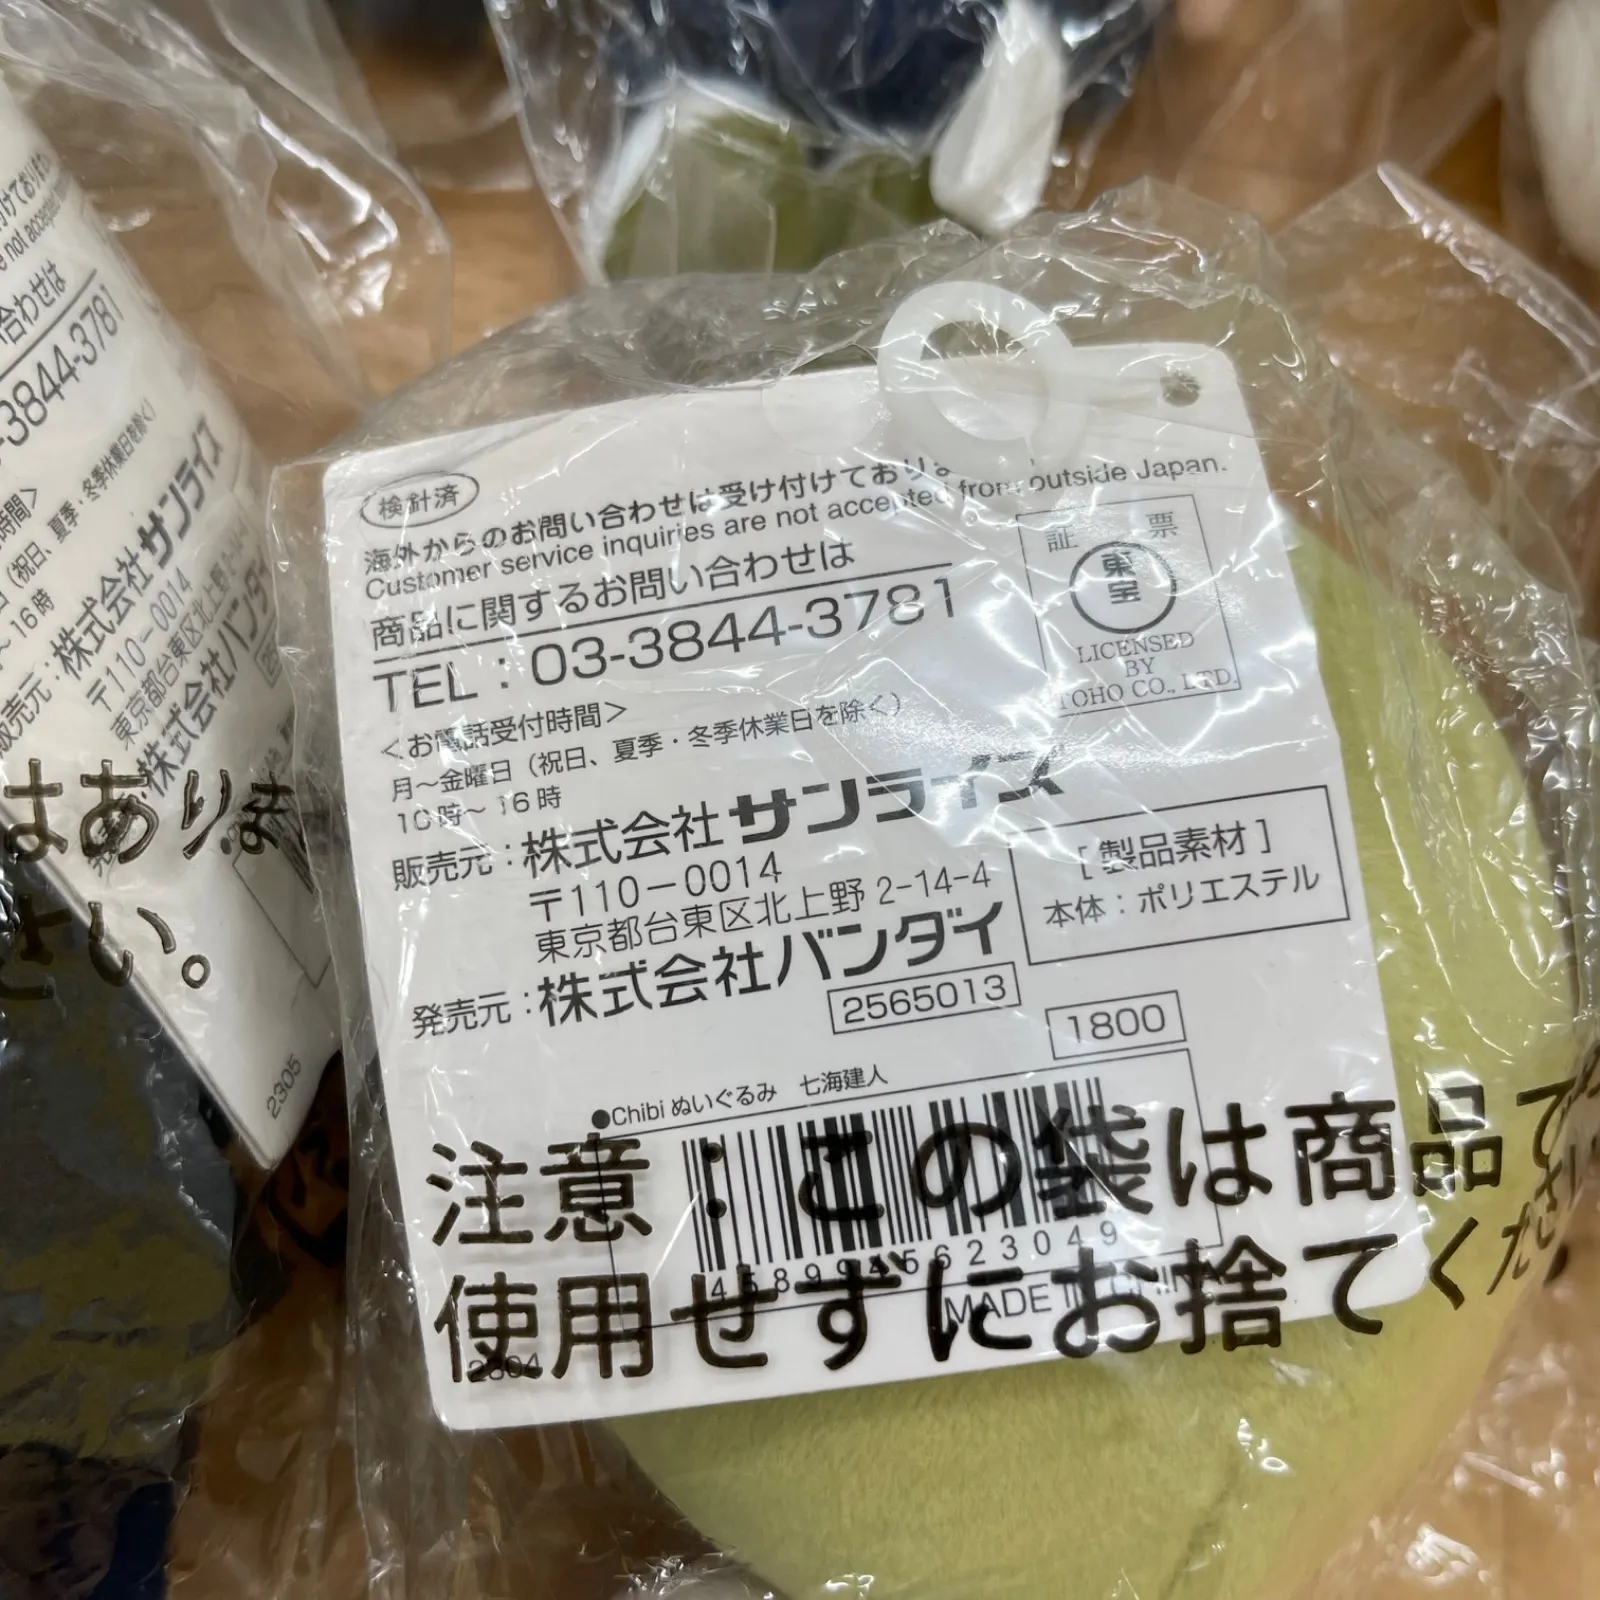 検針済
海外からのお問い合わせは受け付けており
Customer service inquiries are not accepted from outside Japan.
商品に関するお問い合わせは
TEL : 03-3844-3781
<お電話受付時間>
月～金曜日（祝日、夏季・冬季休業日を除く）
10時～16時
証 票
東宝
LICENSED
BY
TOHO CO., LTD.
販売元：株式会社サンライズ
〒110-0014
東京都台東区北上野 2-14-4
発売元：株式会社バンダイ
2565013
[ 製品素材 ]
本体：ポリエステル
1800
●Chibi ぬいぐるみ 七海建人
4589945623049
MADE IN CHINA
2304
注意：この袋は商品で
使用せずにお捨てくださ
付けておりま
e not accepted
合わせは
-3844-3781
時間>
（祝日、夏季・冬季休業日を除く）
～16時
販売元：株式会社サンライズ
〒110-0014
東京都台東区北上野 2-14-
株式会社バンダイ
2305
はありま
さい。